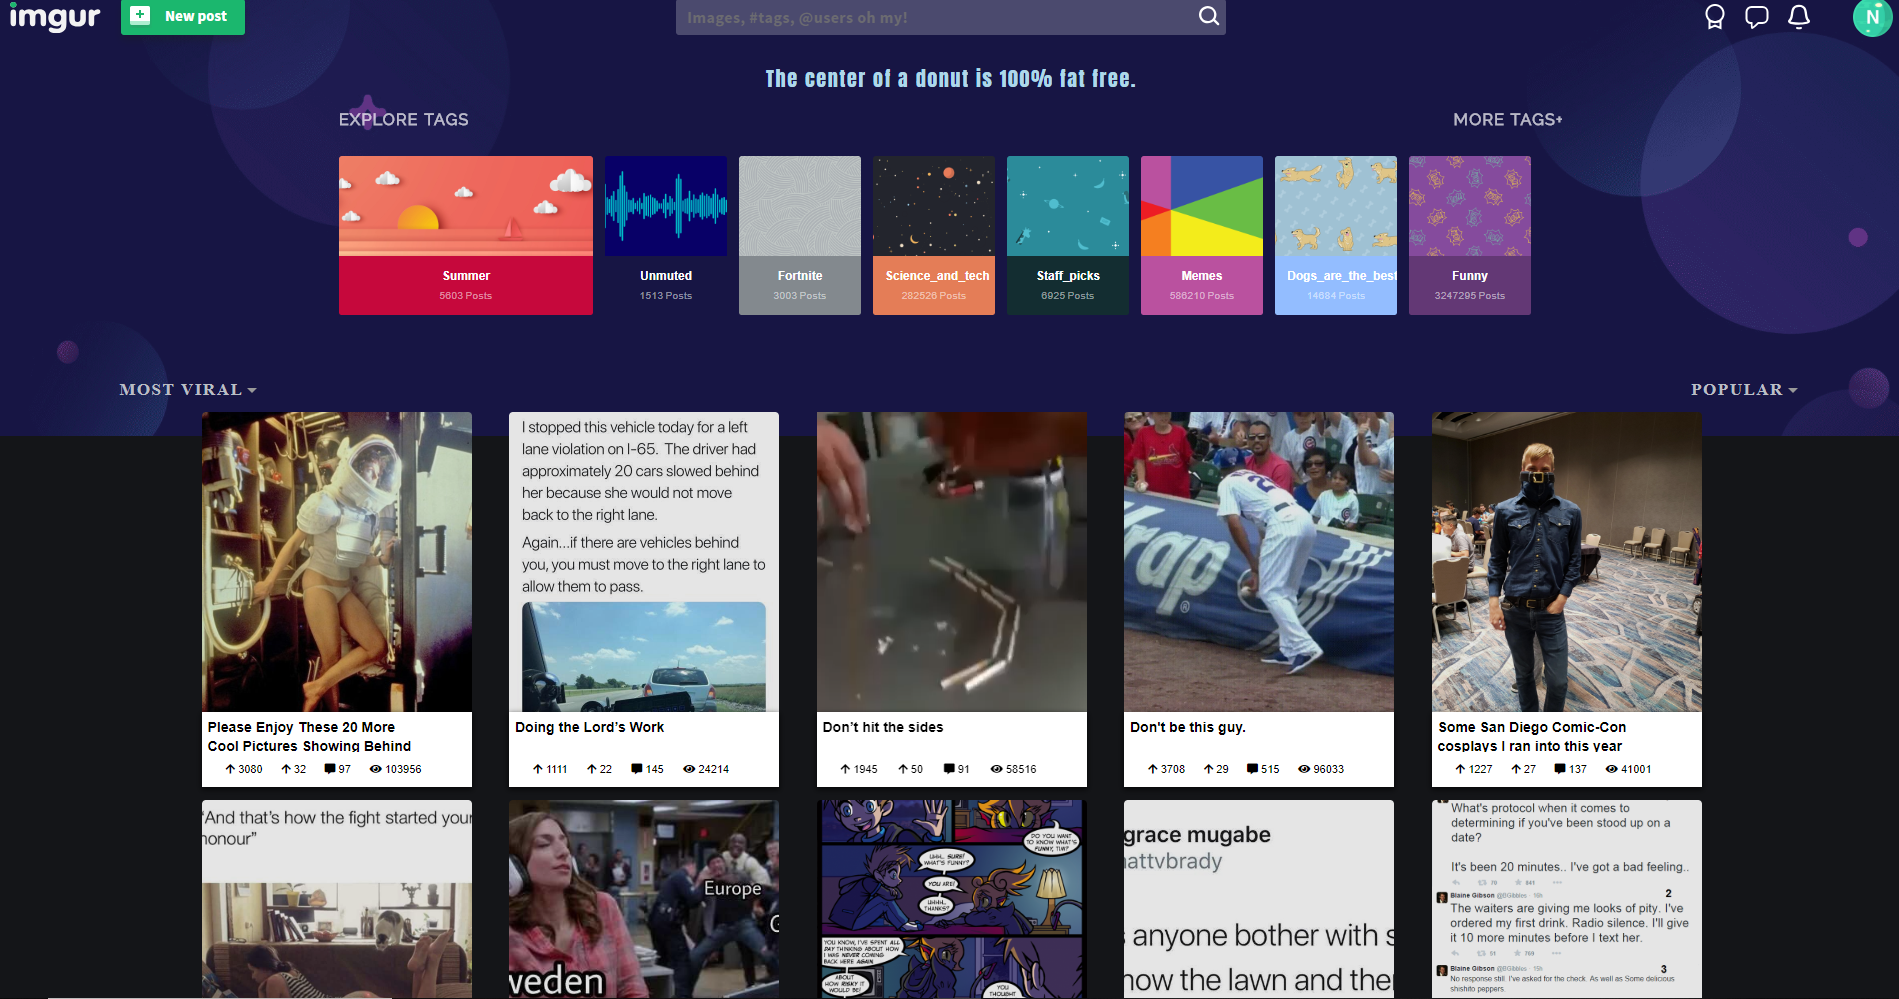 imgur
New post
Images, #tags, @users oh my!
N
The center of a donut is 100% fat free.
EXPLORE TAGS
MORE TAGS+
Summer
5603 Posts
Unmuted
1513 Posts
Fortnite
3003 Posts
Science_and_tech
282526 Posts
Staff_picks
6925 Posts
Memes
586210 Posts
Dogs_are_the_best
14684 Posts
Funny
3247295 Posts
MOST VIRAL
POPULAR
Please Enjoy These 20 More
Cool Pictures Showing Behind
3080 32 97 103956
I stopped this vehicle today for a left
lane violation on I-65. The driver had
approximately 20 cars slowed behind
her because she would not move
back to the right lane.
Again...if there are vehicles behind
you, you must move to the right lane to
allow them to pass.
Doing the Lord's Work
1111 22 145 24214
Don't hit the sides
1945 50 91 58516
rap
Don't be this guy.
3708 29 515 96033
Some San Diego Comic-Con
cosplays I ran into this year
1227 27 137 41001
"And that's how the fight started your
honour"
Europe
G
weden
DO YOU WANT
TO KNOW WHAT'S
FUNNY, TIM?
UHH, SURE!
WHAT'S FUNNY?
YOU ARE!
UHHH...
THANKS?
YOU KNOW, I'VE SPENT ALL
DAY THINKING ABOUT HOW
I WAS NEVER COMING
BACK HERE AGAIN.
ABOUT
HOW RISKY IT
WOULD BE!
YOU
THOUGHT
grace mugabe
attvbrady
anyone bother with s
now the lawn and ther
What's protocol when it comes to
determining if you've been stood up on a
date?
It's been 20 minutes.. I've got a bad feeling..
70 841
2
Blaine Gibson @BGibbles · 16h
The waiters are giving me looks of pity. I've
ordered my first drink. Radio silence. I'll give
it 10 more minutes before I text her.
51 760
3
Blaine Gibson @BGibbles · 15h
No response still. I've asked for the check. As well as Some delicious
shishito peppers.